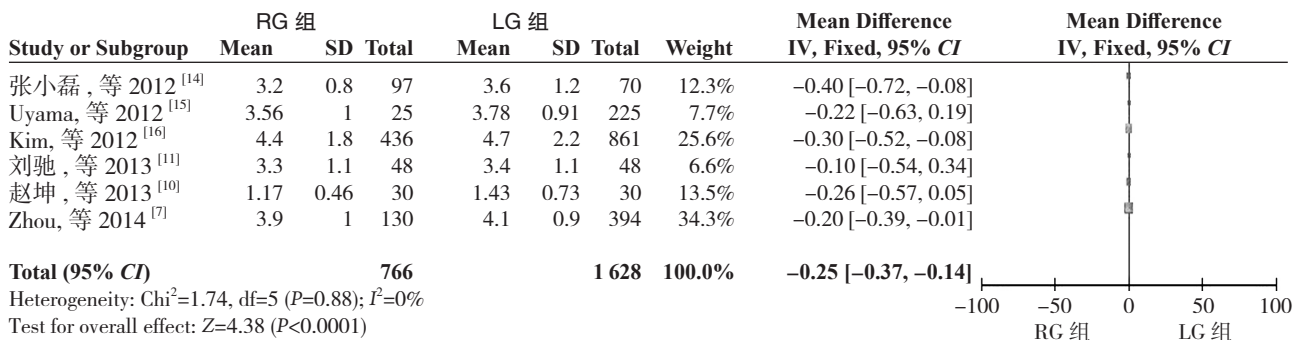 RG 组 LG 组 Mean Difference Mean Difference
Study or Subgroup Mean SD Total Mean SD Total Weight IV, Fixed, 95% CI IV, Fixed, 95% CI
张小磊 , 等 2012 [14] 3.2 0.8 97 3.6 1.2 70 12.3% −0.40 [−0.72, −0.08]
Uyama, 等 2012 [15] 3.56 1 25 3.78 0.91 225 7.7% −0.22 [−0.63, 0.19]
Kim, 等 2012 [16] 4.4 1.8 436 4.7 2.2 861 25.6% −0.30 [−0.52, −0.08]
刘驰, 等 2013 [11] 3.3 1.1 48 3.4 1.1 48 6.6% −0.10 [−0.54, 0.34]
赵坤, 等 2013 [10] 1.17 0.46 30 1.43 0.73 30 13.5% −0.26 [−0.57, 0.05]
Zhou, 等 2014 [7] 3.9 1 130 4.1 0.9 394 34.3% −0.20 [−0.39, −0.01]
Total (95% CI) 766 1 628 100.0% −0.25 [−0.37, −0.14]
Heterogeneity: Chi²=1.74, df=5 (P=0.88); I²=0%
Test for overall effect: Z=4.38 (P<0.0001)
−100 −50 0 50 100
RG 组 LG 组